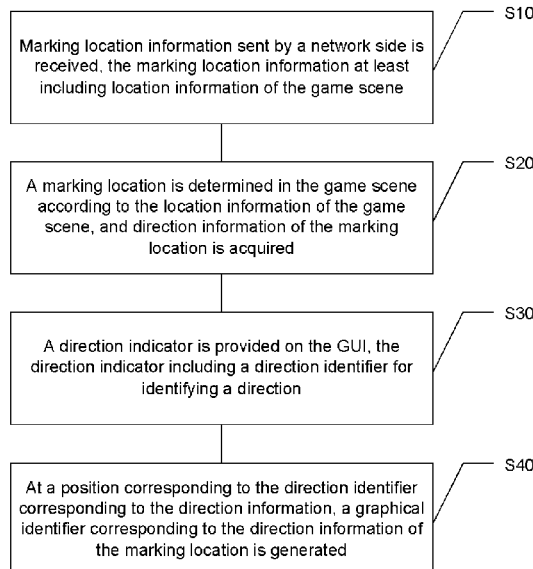 S10
Marking location information sent by a network side is
received, the marking location information at least
including location information of the game scene
S20
A marking location is determined in the game scene
according to the location information of the game
scene, and direction information of the marking
location is acquired
S30
A direction indicator is provided on the GUI, the
direction indicator including a direction identifier for
identifying a direction
S40
At a position corresponding to the direction identifier
corresponding to the direction information, a graphical
identifier corresponding to the direction information of
the marking location is generated